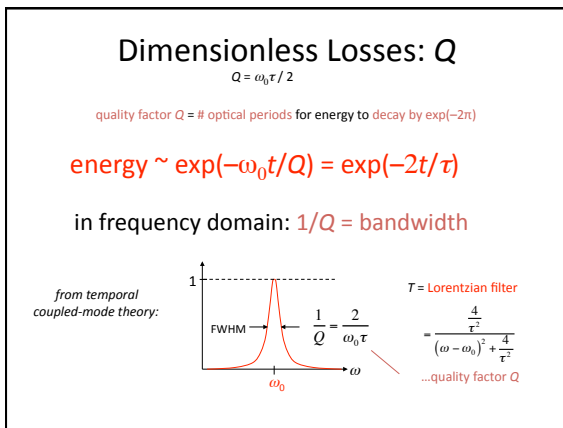 Dimensionless Losses: Q
Q = ω₀τ / 2
quality factor Q = # optical periods for energy to decay by exp(–2π)
energy ~ exp(–ω₀t/Q) = exp(–2t/τ)
in frequency domain: 1/Q = bandwidth
from temporal
coupled-mode theory:
1
FWHM
ω₀
ω
1/Q = 2/(ω₀τ)
T = Lorentzian filter
= (4/τ²) / ((ω – ω₀)² + 4/τ²)
...quality factor Q